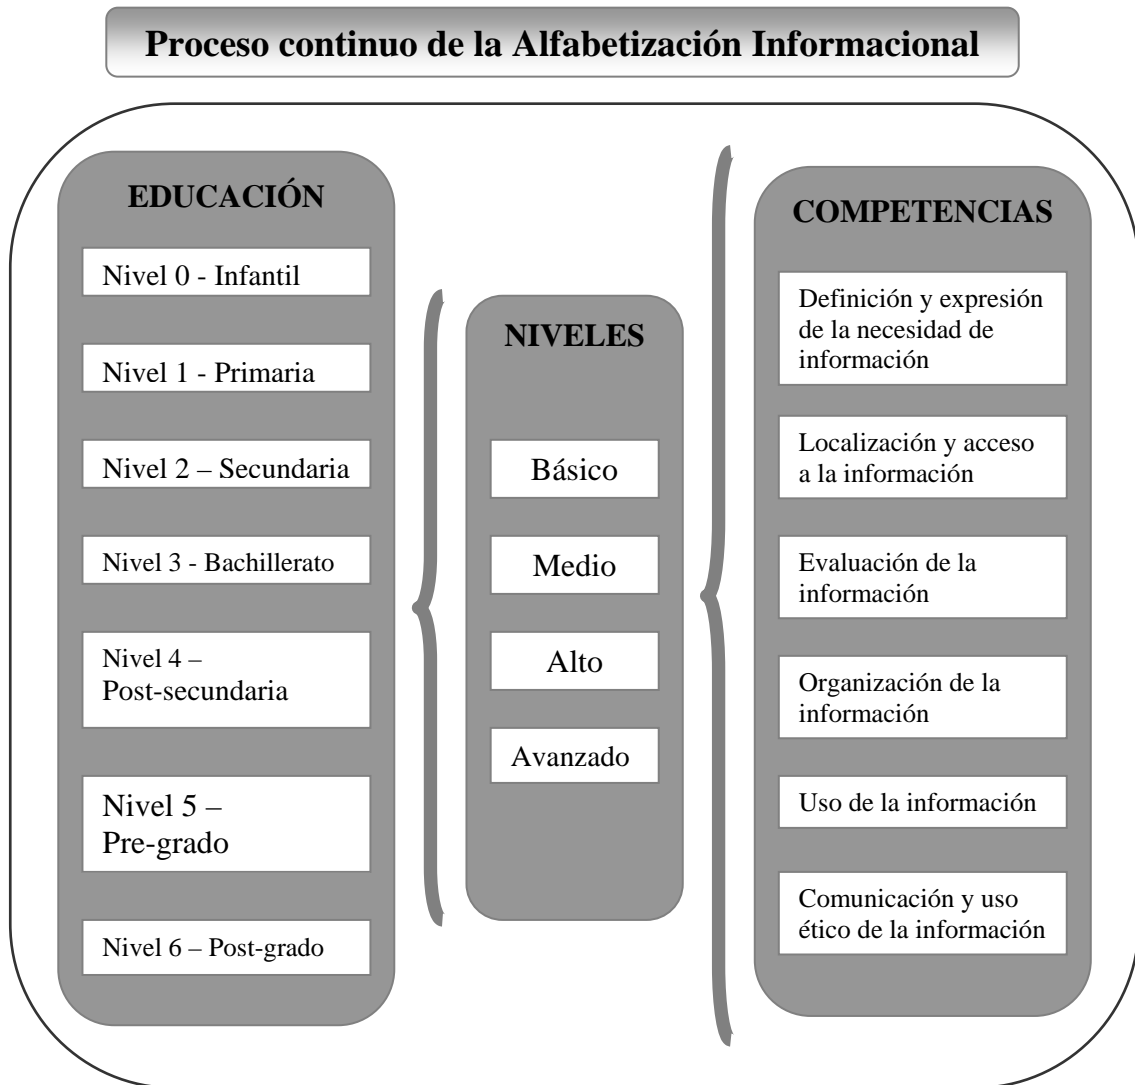 Proceso continuo de la Alfabetización Informacional
EDUCACIÓN
Nivel 0 - Infantil
Nivel 1 - Primaria
Nivel 2 – Secundaria
Nivel 3 - Bachillerato
Nivel 4 –
Post-secundaria
Nivel 5 –
Pre-grado
Nivel 6 – Post-grado
NIVELES
Básico
Medio
Alto
Avanzado
COMPETENCIAS
Definición y expresión
de la necesidad de
información
Localización y acceso
a la información
Evaluación de la
información
Organización de la
información
Uso de la información
Comunicación y uso
ético de la información